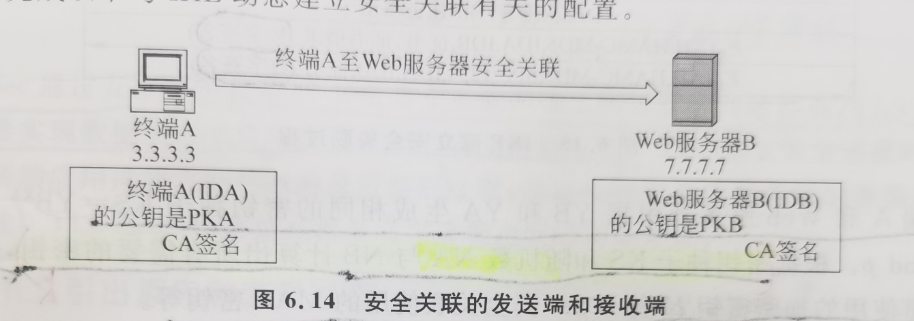 动态建立安全关联有关的配置。
终端A至Web服务器安全关联
终端A
3.3.3.3
Web服务器B
7.7.7.7
终端A(IDA)
的公钥是PKA
CA签名
Web服务器B(IDB)
的公钥是PKB
CA签名
图 6.14 安全关联的发送端和接收端